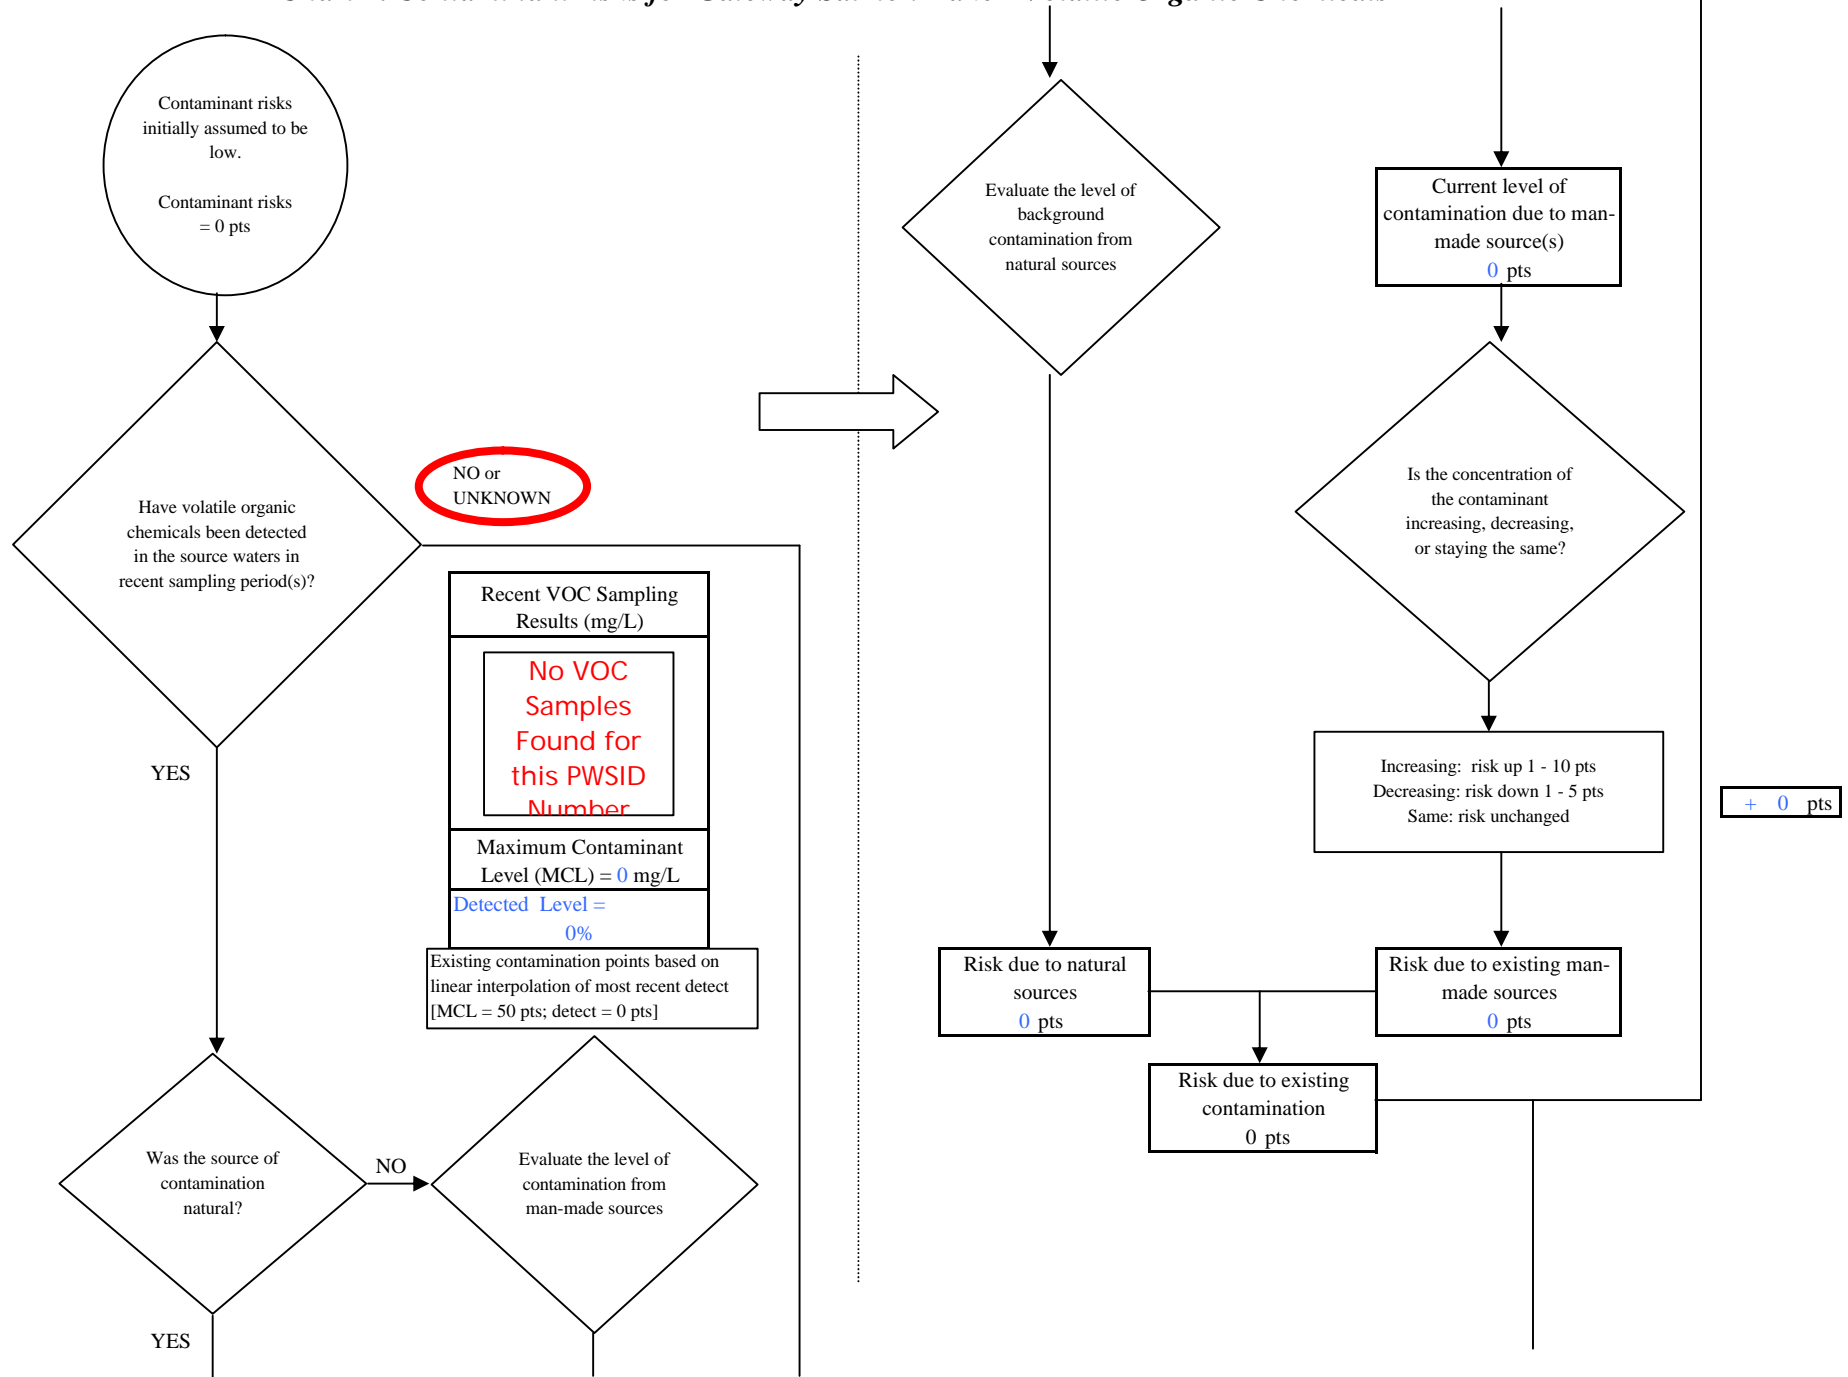 Contaminant risks
initially assumed to be
low.
Contaminant risks
= 0 pts
Have volatile organic
chemicals been detected
in the source waters in
recent sampling period(s)?
NO or
UNKNOWN
YES
Recent VOC Sampling
Results (mg/L)
No VOC
Samples
Found for
this PWSID
Number
Maximum Contaminant
Level (MCL) = 0 mg/L
Detected Level =
0%
Existing contamination points based on
linear interpolation of most recent detect
[MCL = 50 pts; detect = 0 pts]
Was the source of
contamination
natural?
NO
YES
Evaluate the level of
contamination from
man-made sources
Evaluate the level of
background
contamination from
natural sources
Current level of
contamination due to man-
made source(s)
0 pts
Is the concentration of
the contaminant
increasing, decreasing,
or staying the same?
Increasing: risk up 1 - 10 pts
Decreasing: risk down 1 - 5 pts
Same: risk unchanged
+ 0 pts
Risk due to natural
sources
0 pts
Risk due to existing man-
made sources
0 pts
Risk due to existing
contamination
0 pts